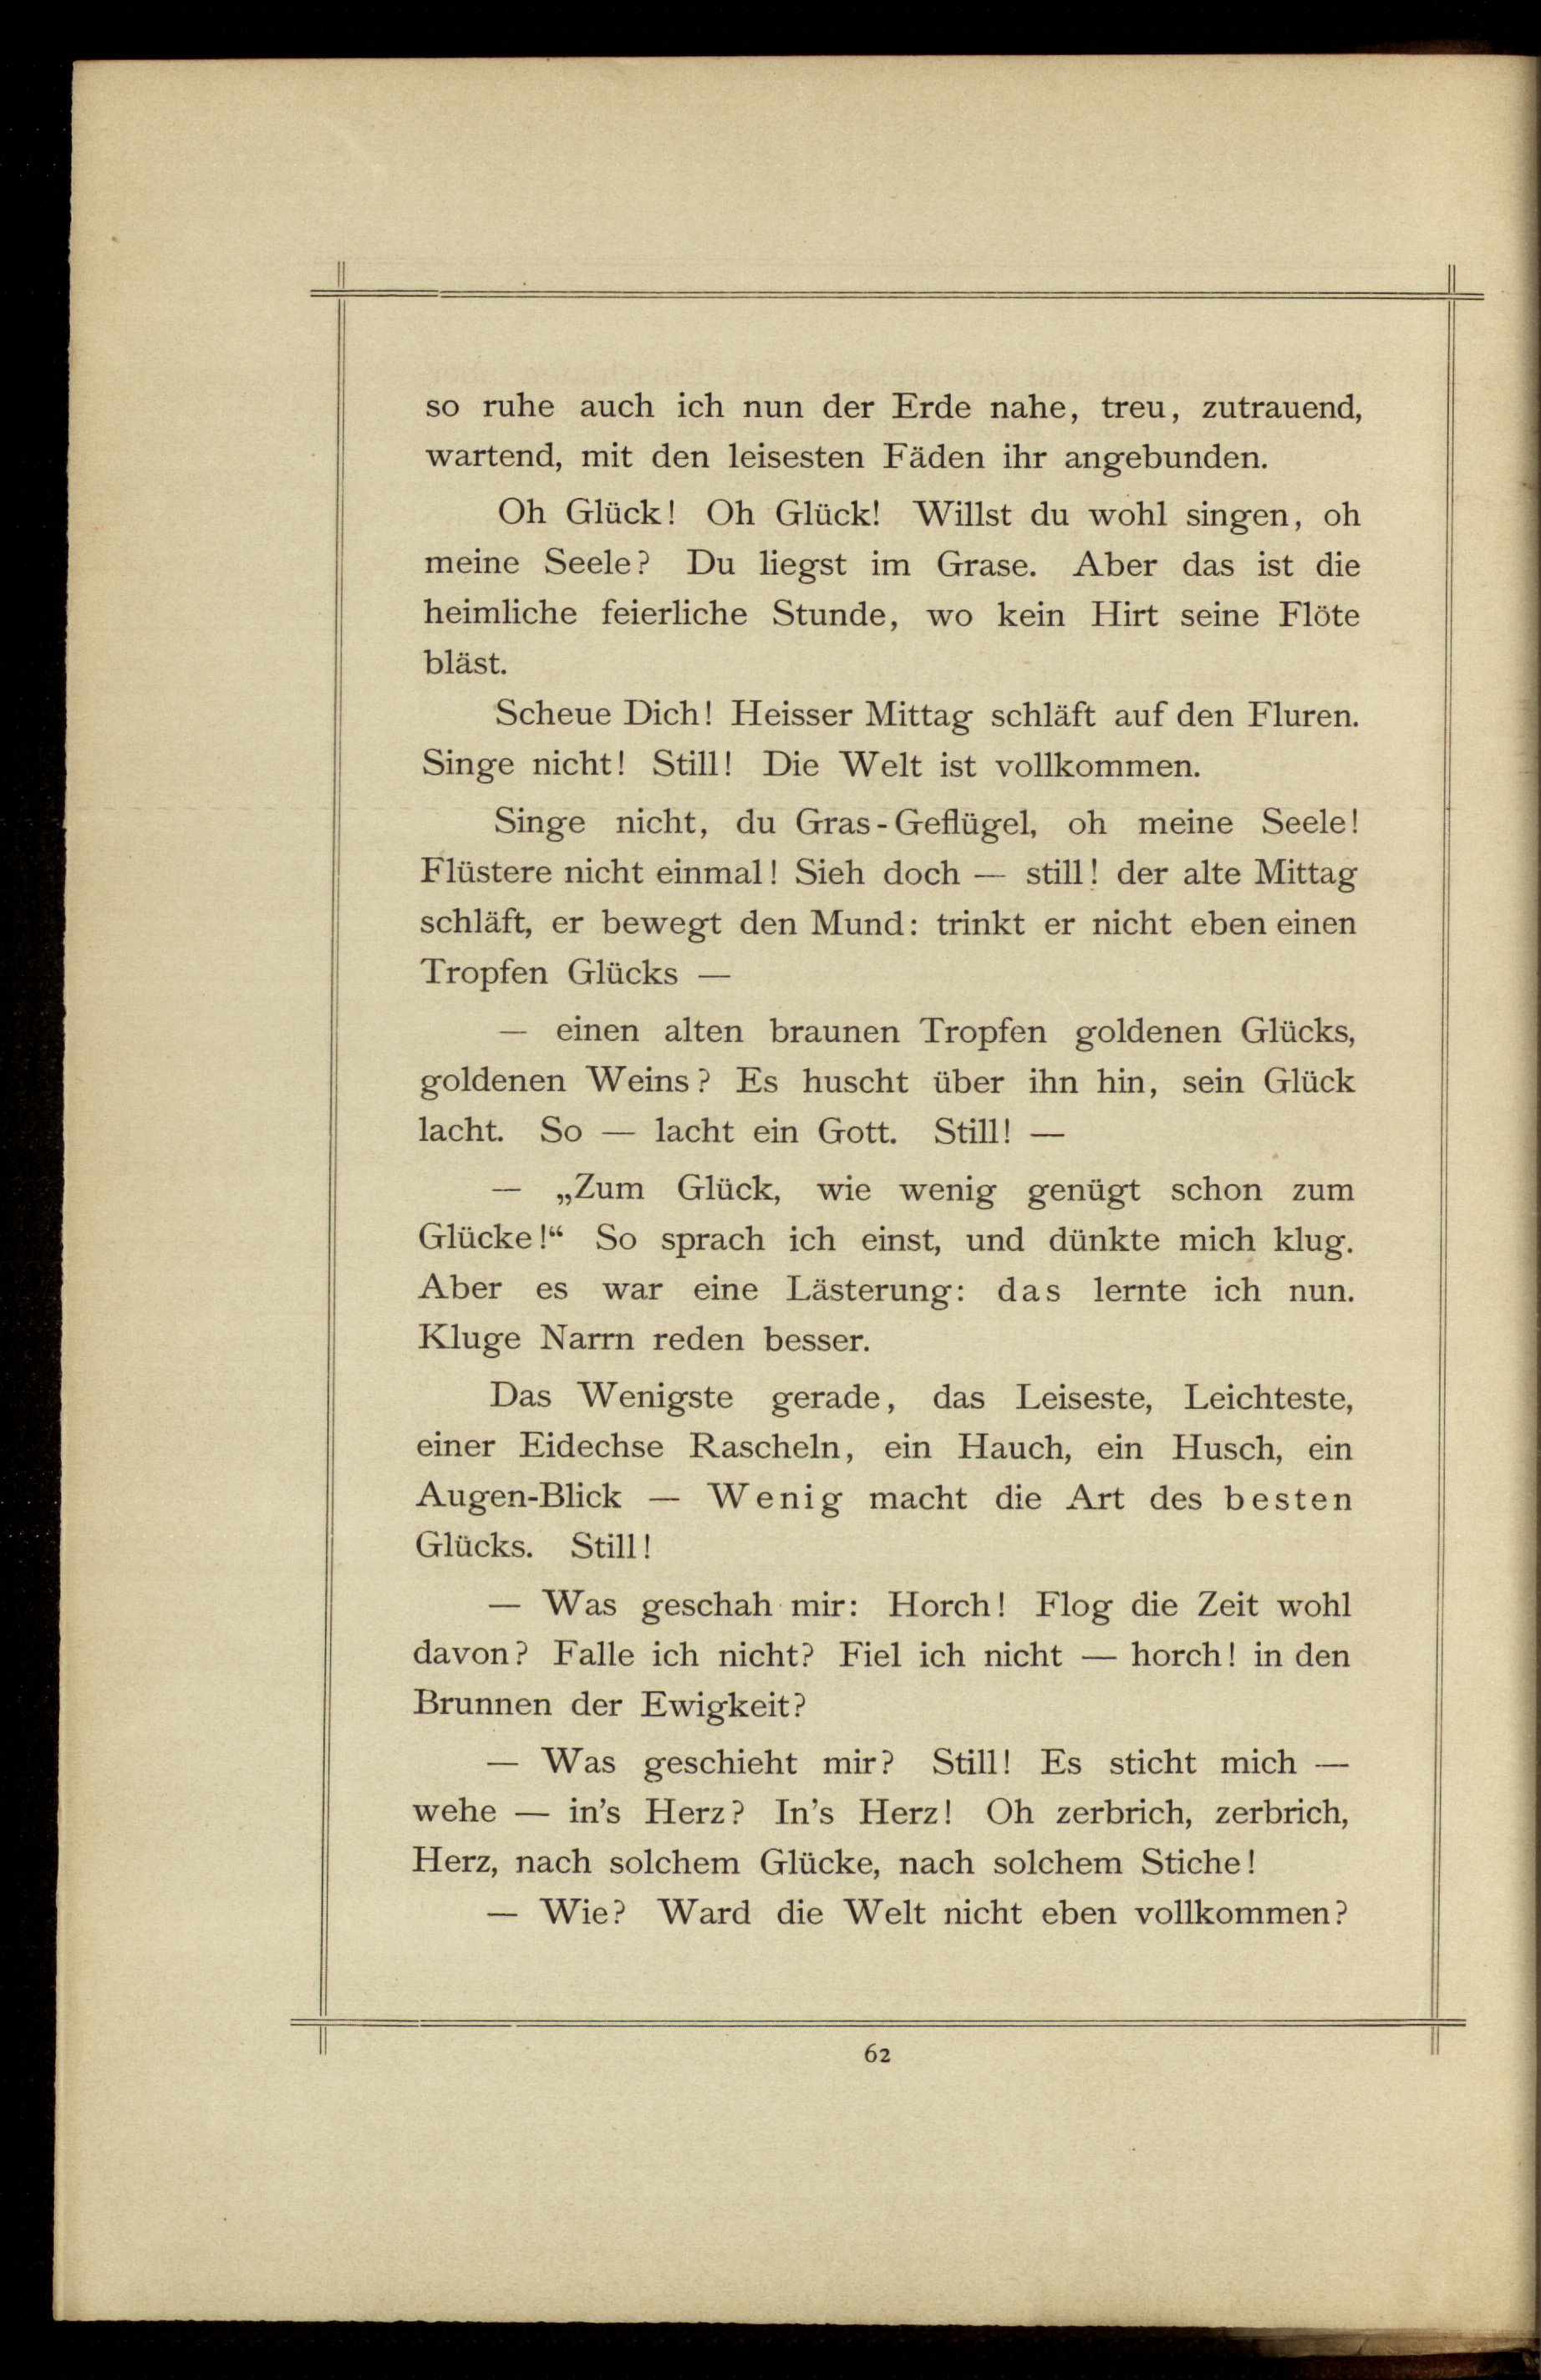 so ruhe auch ich nun der Erde nahe, treu, zutrauend,
wartend, mit den leisesten Fäden ihr angebunden.
Oh Glück! Oh Glück! Willst du wohl singen, oh
meine Seele? Du liegst im Grase. Aber das ist die
heimliche feierliche Stunde, wo kein Hirt seine Flöte
bläst.
Scheue Dich! Heisser Mittag schläft auf den Fluren.
Singe nicht! Still! Die Welt ist vollkommen.
Singe nicht, du Gras-Geflügel, oh meine Seele!
Flüstere nicht einmal! Sieh doch — still! der alte Mittag
schläft, er bewegt den Mund: trinkt er nicht eben einen
Tropfen Glücks —
— einen alten braunen Tropfen goldenen Glücks,
goldenen Weins? Es huscht über ihn hin, sein Glück
lacht. So — lacht ein Gott. Still! —
— „Zum Glück, wie wenig genügt schon zum
Glücke!“ So sprach ich einst, und dünkte mich klug.
Aber es war eine Lästerung: das lernte ich nun.
Kluge Narrn reden besser.
Das Wenigste gerade, das Leiseste, Leichteste,
einer Eidechse Rascheln, ein Hauch, ein Husch, ein
Augen-Blick — Wenig macht die Art des besten
Glücks. Still!
— Was geschah mir: Horch! Flog die Zeit wohl
davon? Falle ich nicht? Fiel ich nicht — horch! in den
Brunnen der Ewigkeit?
— Was geschieht mir? Still! Es sticht mich —
wehe — in's Herz? In's Herz! Oh zerbrich, zerbrich,
Herz, nach solchem Glücke, nach solchem Stiche!
— Wie? Ward die Welt nicht eben vollkommen?
62